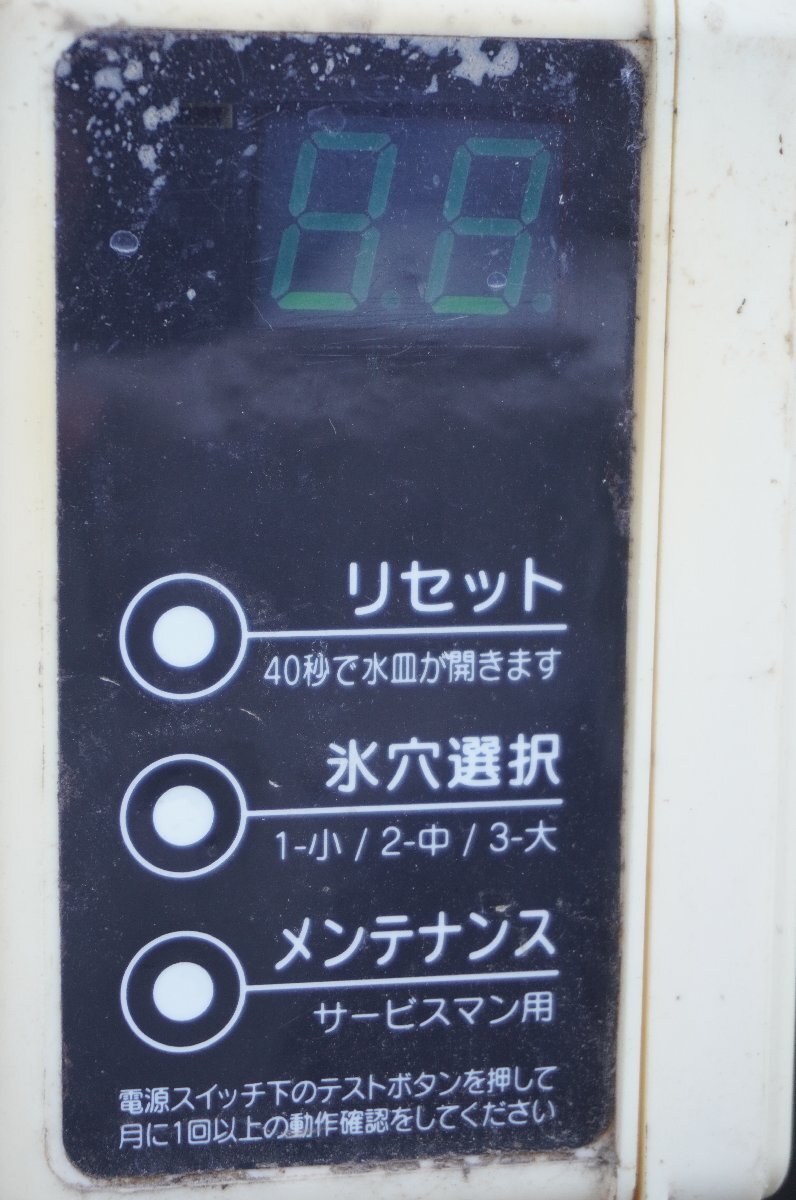 8.8.
リセット
40秒で水皿が開きます
氷穴選択
1-小 / 2-中 / 3-大
メンテナンス
サービスマン用
電源スイッチ下のテストボタンを押して
月に1回以上の動作確認をしてください